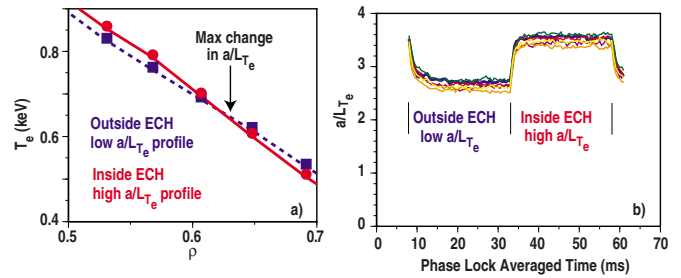 0.8
0.6
0.4
T_e (keV)
0.5
0.6
0.7
ρ
Max change
in a/L_Te
Outside ECH
low a/L_Te profile
Inside ECH
high a/L_Te profile
a)
5
4
3
2
1
0
a/L_Te
0
10
20
30
40
50
60
70
Phase Lock Averaged Time (ms)
Outside ECH
low a/L_Te
Inside ECH
high a/L_Te
b)